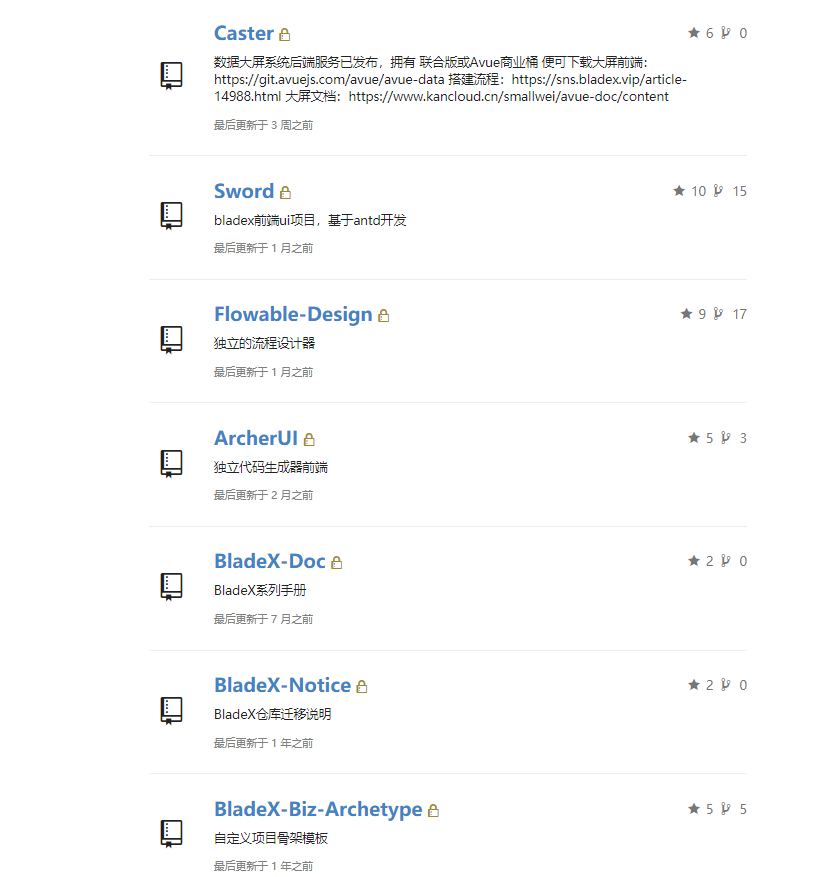 Caster 6 0
数据大屏系统后端服务已发布，拥有 联合版或Avue商业桶 便可下载大屏前端：
https://git.avuejs.com/avue/avue-data 搭建流程：https://sns.bladex.vip/article-
14988.html 大屏文档：https://www.kancloud.cn/smallwei/avue-doc/content
最后更新于 3 周之前
Sword 10 15
bladex前端ui项目，基于antd开发
最后更新于 1 月之前
Flowable-Design 9 17
独立的流程设计器
最后更新于 1 月之前
ArcherUI 5 3
独立代码生成器前端
最后更新于 2 月之前
BladeX-Doc 2 0
BladeX系列手册
最后更新于 7 月之前
BladeX-Notice 2 0
BladeX仓库迁移说明
最后更新于 1 年之前
BladeX-Biz-Archetype 5 5
自定义项目骨架模板
最后更新于 1 年之前